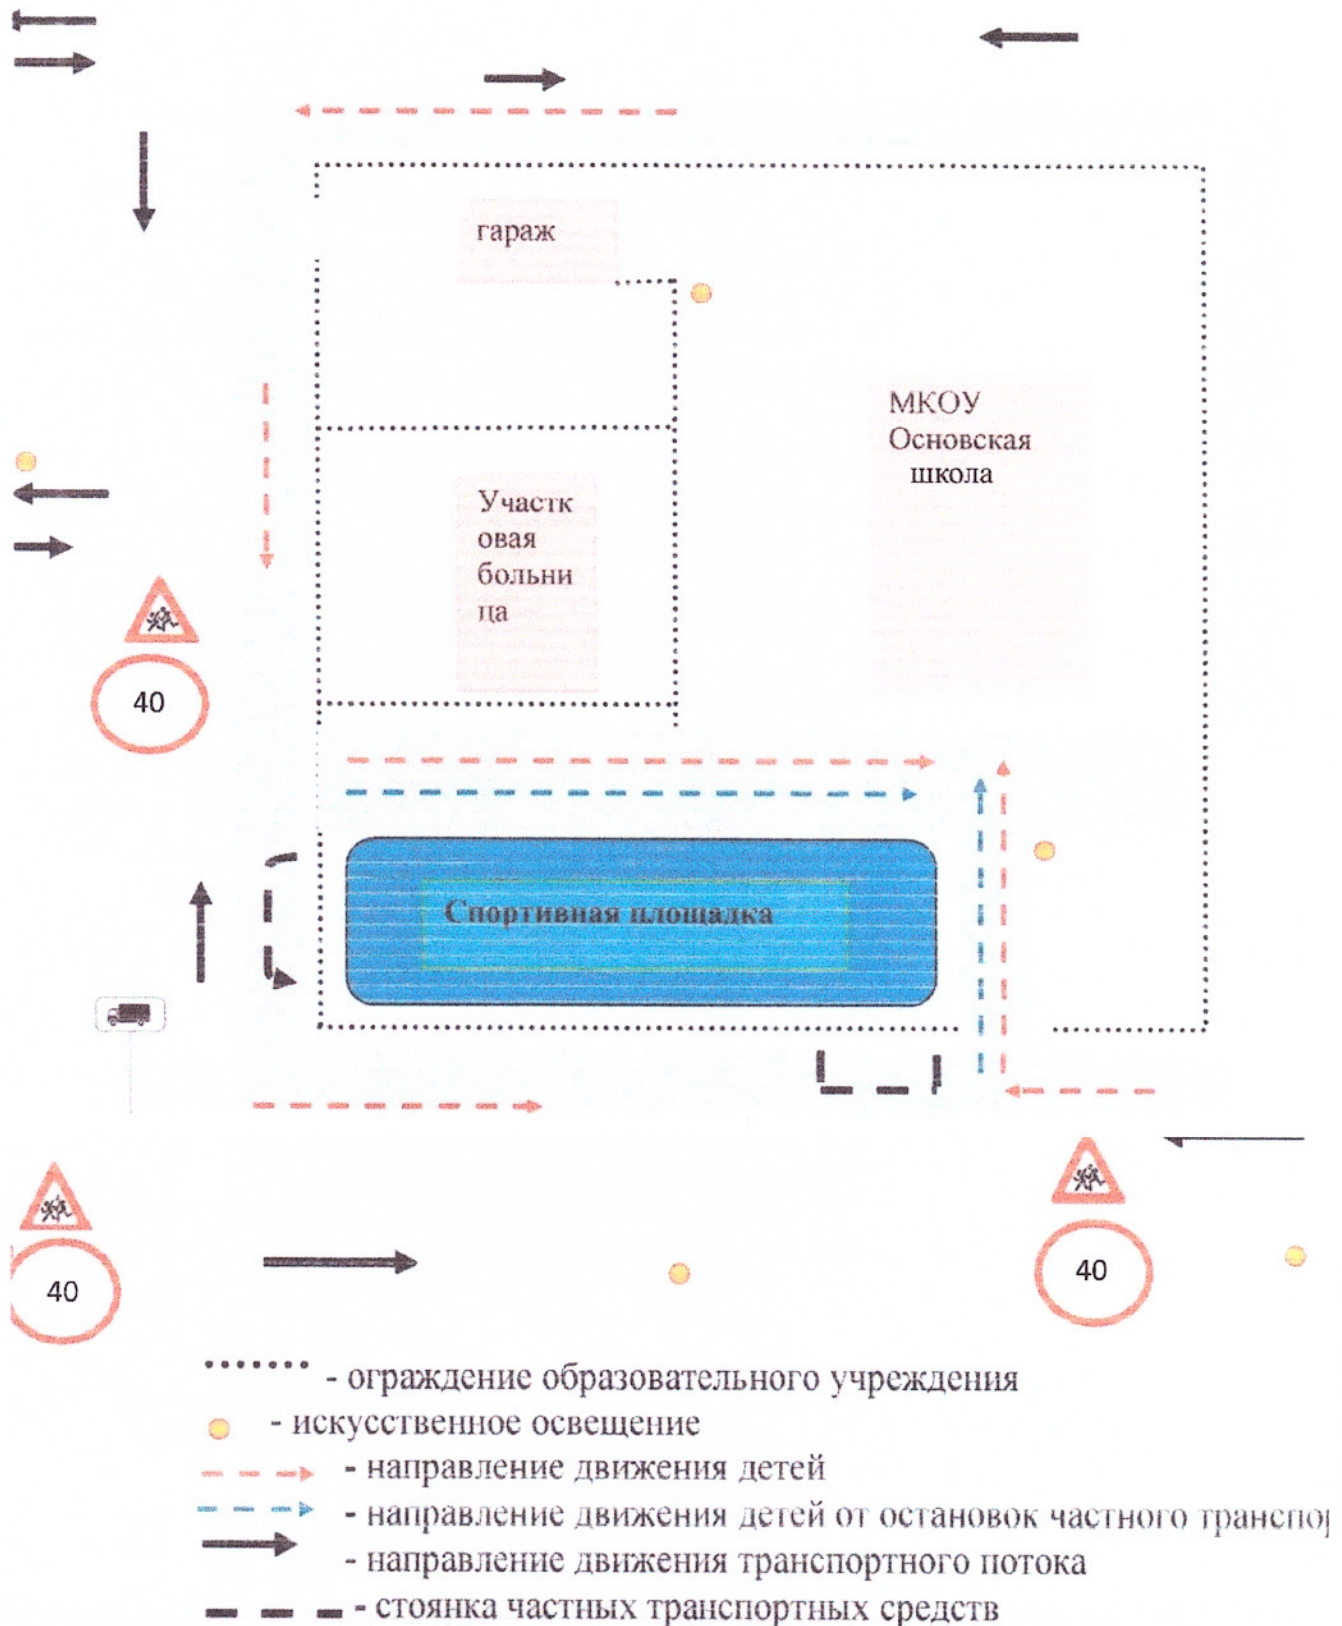 гараж
МКОУ
Основская
школа
Участк
овая
больни
ца
40
Спортивная площадка
40
40
- ограждение образовательного учреждения
- искусственное освещение
- направление движения детей
- направление движения детей от остановок частного транспор
- направление движения транспортного потока
- стоянка частных транспортных средств